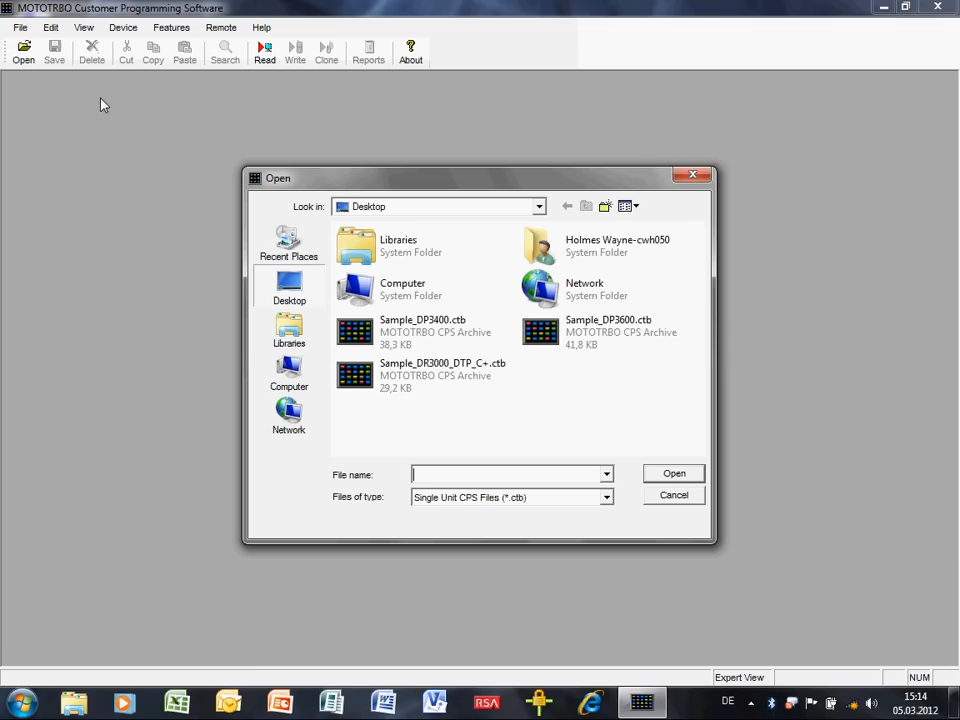 MOTOTRBO Customer Programming Software
File Edit View Device Features Remote Help
Open Save Delete Cut Copy Paste Search Read Write Clone Reports About
Open
Look in: Desktop
Recent Places
Desktop
Libraries
Computer
Network
Libraries
System Folder
Holmes Wayne-cwh050
System Folder
Computer
System Folder
Network
System Folder
Sample_DP3400.ctb
MOTOTRBO CPS Archive
38,3 KB
Sample_DP3600.ctb
MOTOTRBO CPS Archive
41,8 KB
Sample_DR3000_DTP_C+.ctb
MOTOTRBO CPS Archive
29,2 KB
File name:
Open
Files of type: Single Unit CPS Files (*.ctb)
Cancel
Expert View NUM
RSA
DE
15:14
05.03.2012